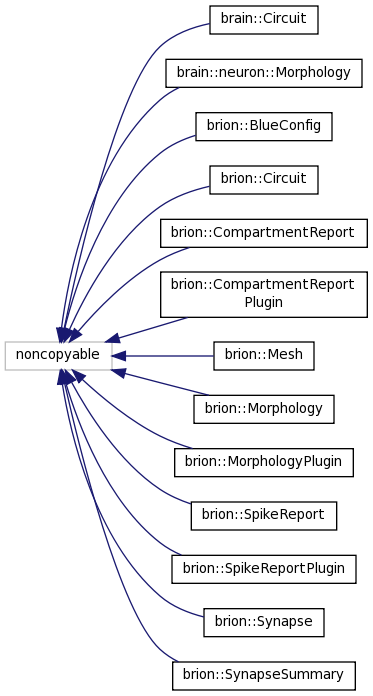 brain::Circuit
brain::neuron::Morphology
brion::BlueConfig
brion::Circuit
brion::CompartmentReport
brion::CompartmentReport
Plugin
noncopyable
brion::Mesh
brion::Morphology
brion::MorphologyPlugin
brion::SpikeReport
brion::SpikeReportPlugin
brion::Synapse
brion::SynapseSummary